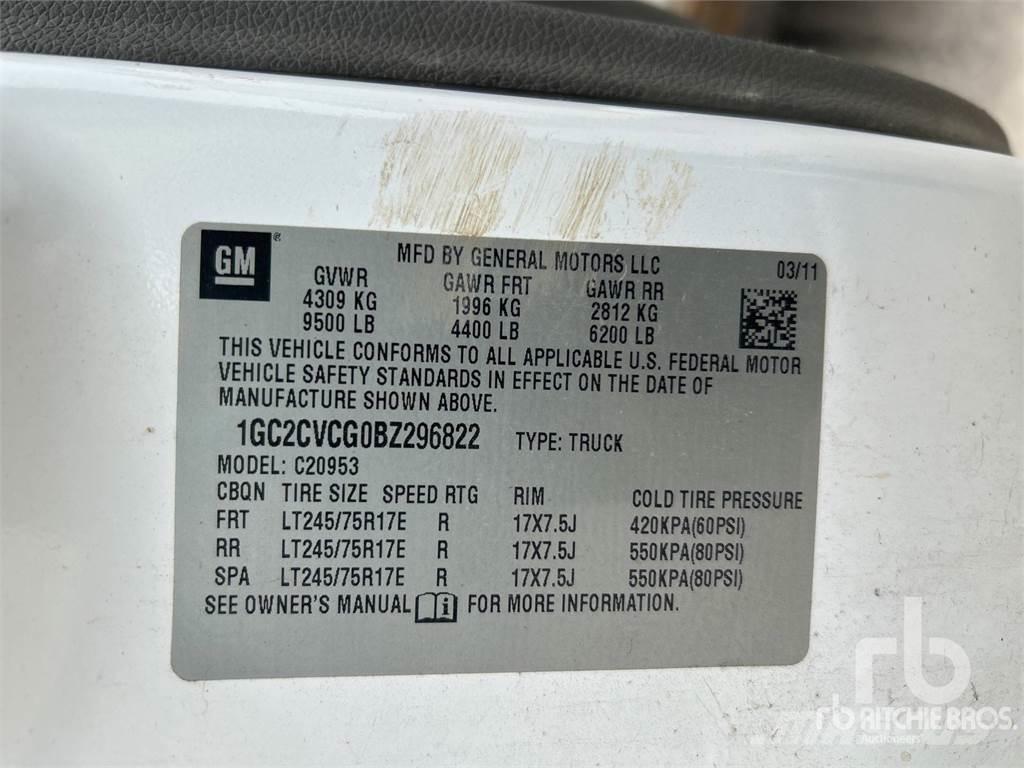 GM®
MFD BY GENERAL MOTORS LLC 03/11
GVWR GAWR FRT GAWR RR
4309 KG 1996 KG 2812 KG
9500 LB 4400 LB 6200 LB
THIS VEHICLE CONFORMS TO ALL APPLICABLE U.S. FEDERAL MOTOR
VEHICLE SAFETY STANDARDS IN EFFECT ON THE DATE OF
MANUFACTURE SHOWN ABOVE.
1GC2CVCG0BZ296822 TYPE: TRUCK
MODEL: C20953
CBQN TIRE SIZE SPEED RTG RIM COLD TIRE PRESSURE
FRT LT245/75R17E R 17X7.5J 420KPA(60PSI)
RR LT245/75R17E R 17X7.5J 550KPA(80PSI)
SPA LT245/75R17E R 17X7.5J 550KPA(80PSI)
SEE OWNER'S MANUAL i FOR MORE INFORMATION.
rb
rb RITCHIE BROS.
Auctioneers